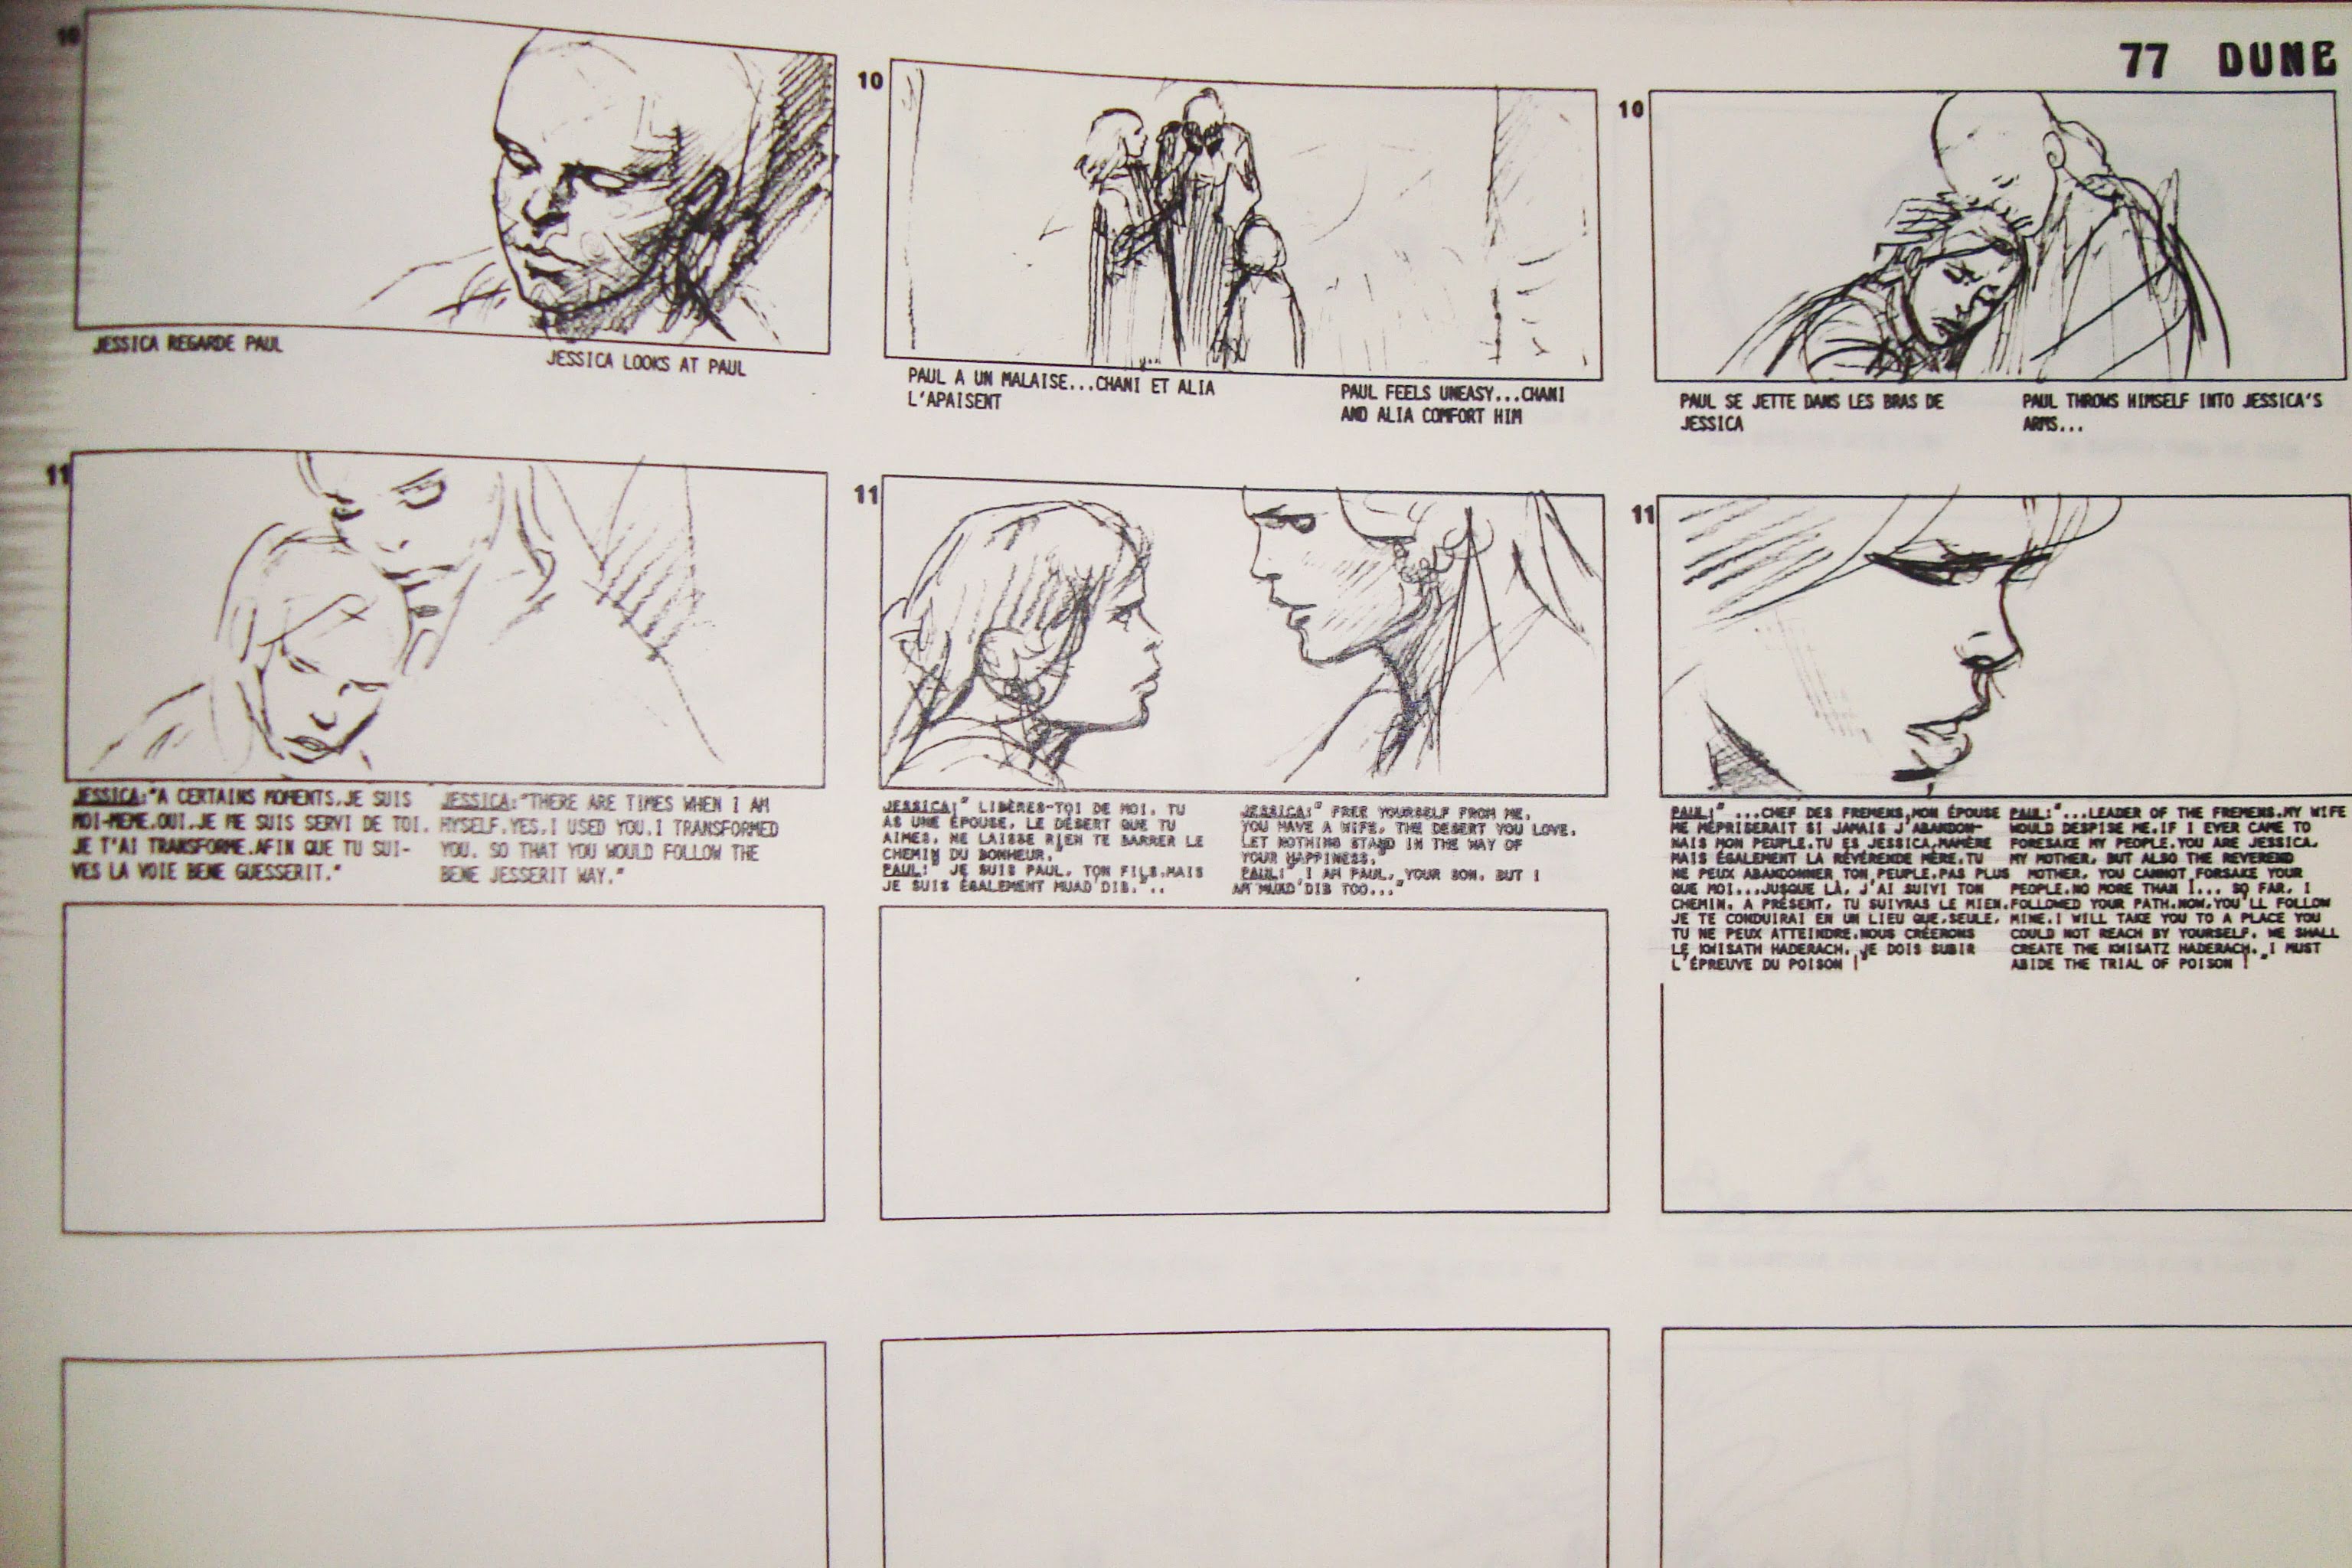 77 DUNE
10
JESSICA REGARDE PAUL
JESSICA LOOKS AT PAUL
10
PAUL A UN MALAISE...CHANI ET ALIA
L'APAISENT
PAUL FEELS UNEASY...CHANI
AND ALIA COMFORT HIM
10
PAUL SE JETTE DANS LES BRAS DE
JESSICA
PAUL THROWS HIMSELF INTO JESSICA'S
ARMS...
11
JESSICA:"A CERTAINS MOMENTS,JE SUIS
MOI-MEME.OUI.JE ME SUIS SERVI DE TOI.
JE T'AI TRANSFORME.AFIN QUE TU SUI-
VES LA VOIE BENE GUESSERIT."
JESSICA:"THERE ARE TIMES WHEN I AM
MYSELF.YES.I USED YOU.I TRANSFORMED
YOU. SO THAT YOU WOULD FOLLOW THE
BENE JESSERIT WAY."
11
JESSICA:" LIBERES-TOI DE MOI. TU
AS UNE ÉPOUSE, LE DÉSERT QUE TU
AIMES. NE LAISSE RIEN TE BARRER LE
CHEMIN DU BONHEUR."
PAUL:" JE SUIS PAUL, TON FILS.MAIS
JE SUIS ÉGALEMENT MUAD'DIB."..
JESSICA:" FREE YOURSELF FROM ME.
YOU HAVE A WIFE, THE DESERT YOU LOVE.
LET NOTHING STAND IN THE WAY OF
YOUR HAPPINESS."
PAUL:" I AM PAUL, YOUR SON, BUT I
AM MUAD'DIB TOO..."
11
PAUL:"...CHEF DES FREMENS,MON ÉPOUSE
ME MÉPRISERAIT SI JAMAIS J'ABANDON-
NAIS MON PEUPLE.TU ES JESSICA,MAMÈRE
MAIS ÉGALEMENT LA RÉVÉRENDE MÈRE.TU
NE PEUX ABANDONNER TON PEUPLE.PAS PLUS
QUE MOI...JUSQUE LÀ, J'AI SUIVI TON
CHEMIN. A PRÉSENT, TU SUIVRAS LE MIEN.
JE TE CONDUIRAI EN UN LIEU QUE,SEULE,
TU NE PEUX ATTEINDRE.NOUS CRÉERONS
LE KWISATH HADERACH. JE DOIS SUBIR
L'ÉPREUVE DU POISON !"
PAUL:"...LEADER OF THE FREMENS.MY WIFE
WOULD DESPISE ME.IF I EVER CAME TO
FORESAKE MY PEOPLE.YOU ARE JESSICA,
MY MOTHER, BUT ALSO THE REVEREND
MOTHER, YOU CANNOT FORSAKE YOUR
PEOPLE.NO MORE THAN I... SO FAR, I
FOLLOWED YOUR PATH.NOW,YOU'LL FOLLOW
MINE.I WILL TAKE YOU TO A PLACE YOU
COULD NOT REACH BY YOURSELF. WE SHALL
CREATE THE KWISATZ HADERACH. I MUST
ABIDE THE TRIAL OF POISON !"